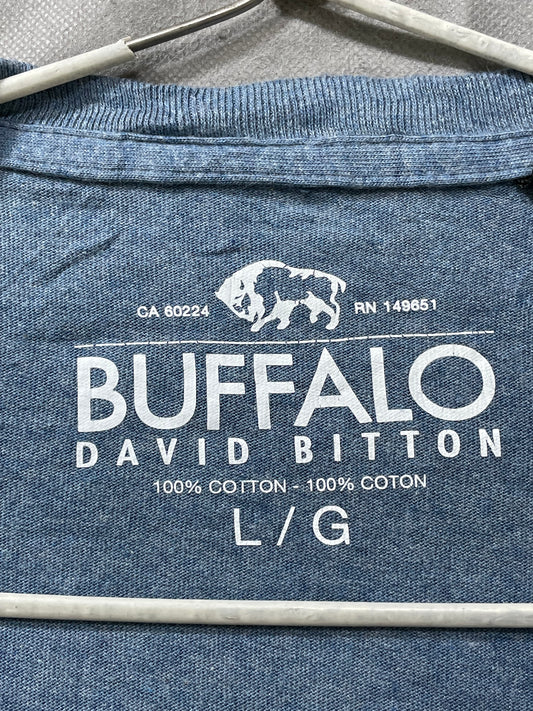 CA 60224 RN 149651
BUFFALO
DAVID BITTON
100% COTTON - 100% COTON
L / G